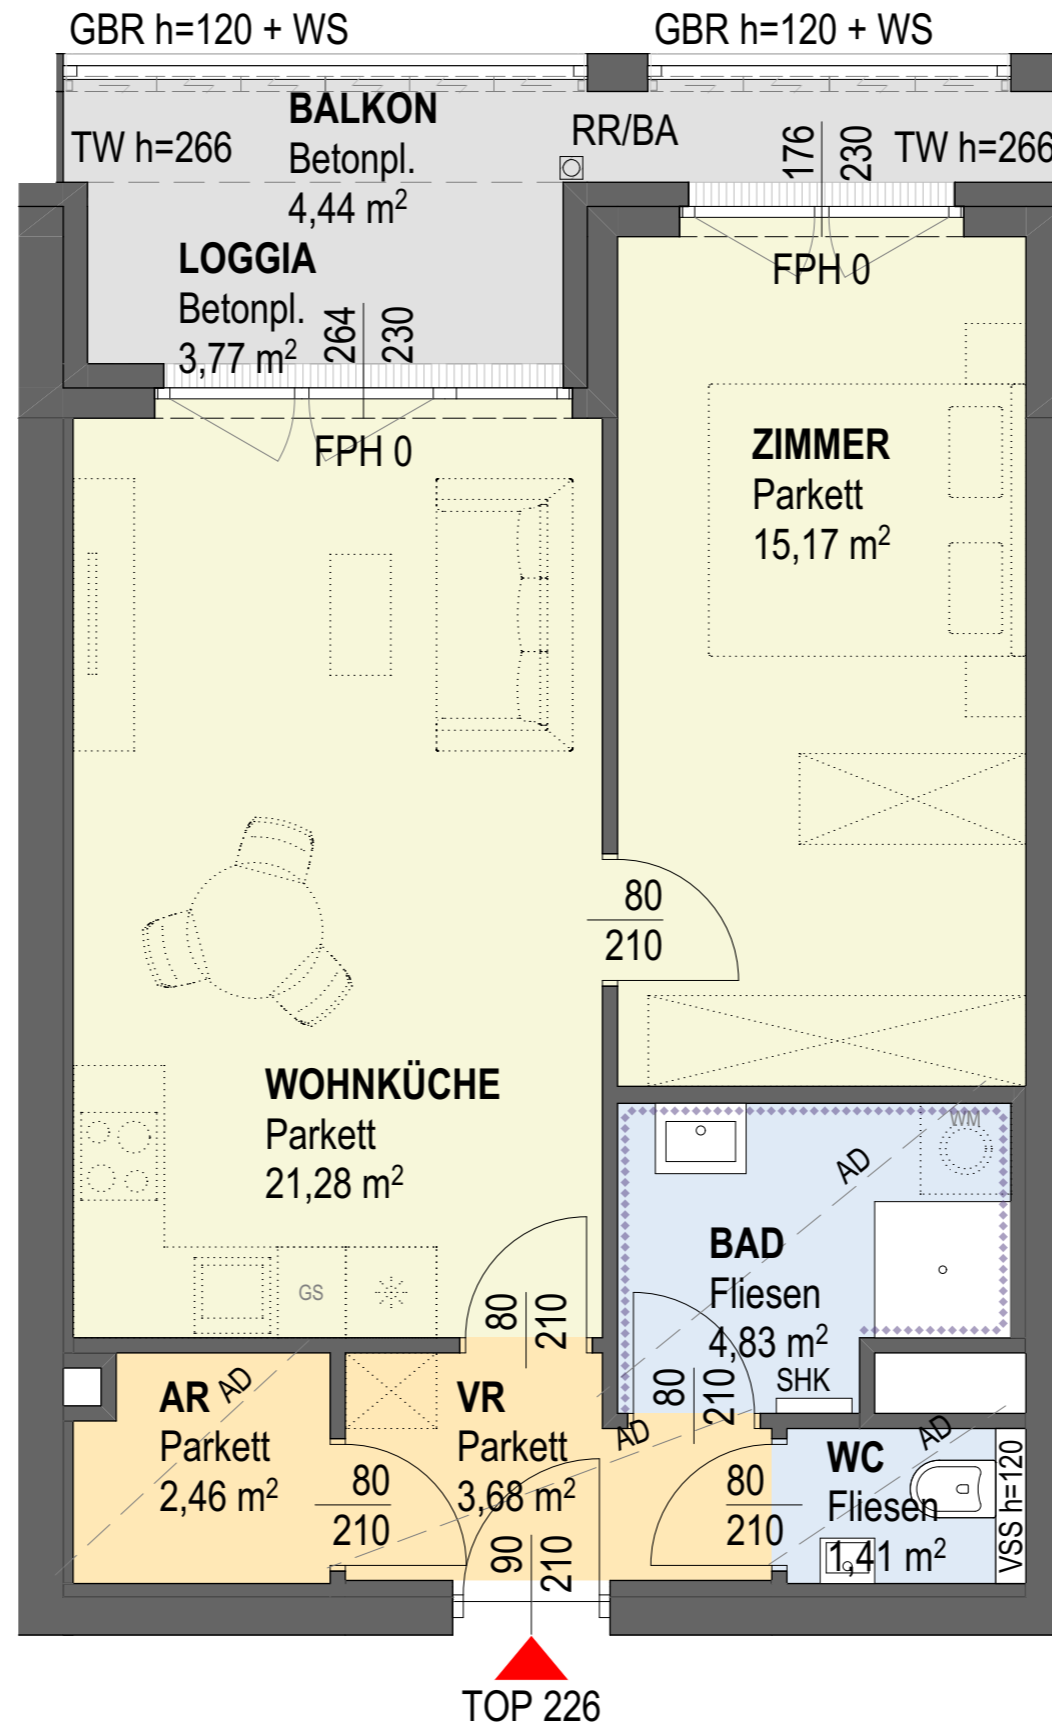 GBR h=120 + WS
GBR h=120 + WS
BALKON
Betonpl.
4,44 m²
TW h=266
RR/BA
176
230
TW h=266
LOGGIA
Betonpl.
3,77 m²
264
230
FPH 0
FPH 0
ZIMMER
Parkett
15,17 m²
80
210
WOHNKÜCHE
Parkett
21,28 m²
GS
80
210
WM
AD
BAD
Fliesen
4,83 m²
SHK
80
210
AR
Parkett
2,46 m²
AD
80
210
VR
Parkett
3,68 m²
AD
90
210
80
210
WC
Fliesen
1,41 m²
AD
VSS h=120
TOP 226